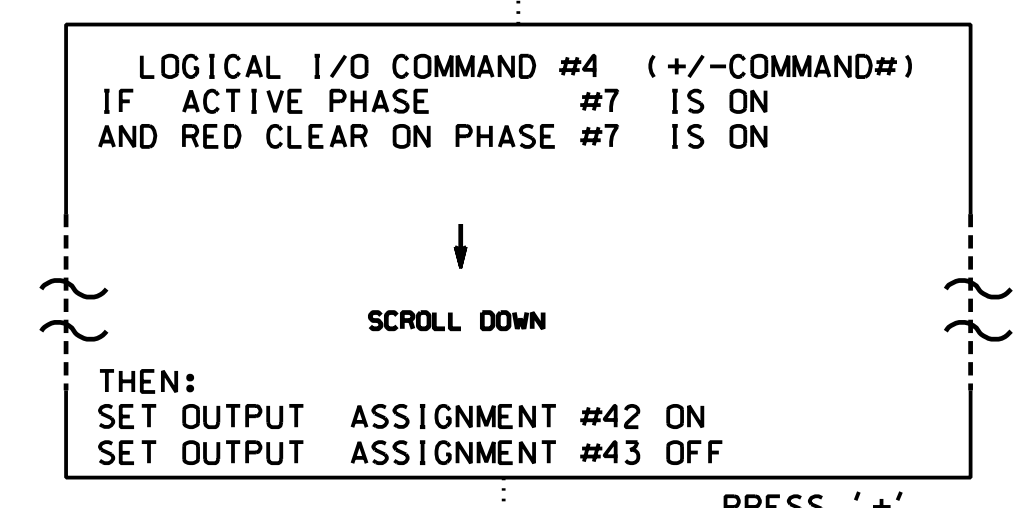 LOGICAL I/O COMMAND #4 (+/-COMMAND#)
IF ACTIVE PHASE #7 IS ON
AND RED CLEAR ON PHASE #7 IS ON
SCROLL DOWN
THEN:
SET OUTPUT ASSIGNMENT #42 ON
SET OUTPUT ASSIGNMENT #43 OFF
PRESS '+'